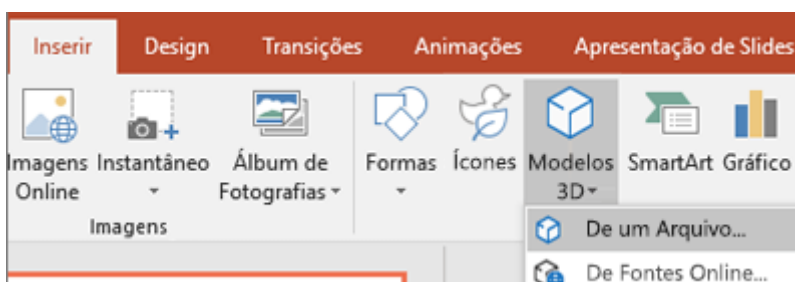 Inserir Design Transições Animações Apresentação de Slides
Imagens Instantâneo Álbum de Formas Ícones Modelos SmartArt Gráfico
Online Fotografias 3D
Imagens
De um Arquivo...
De Fontes Online...